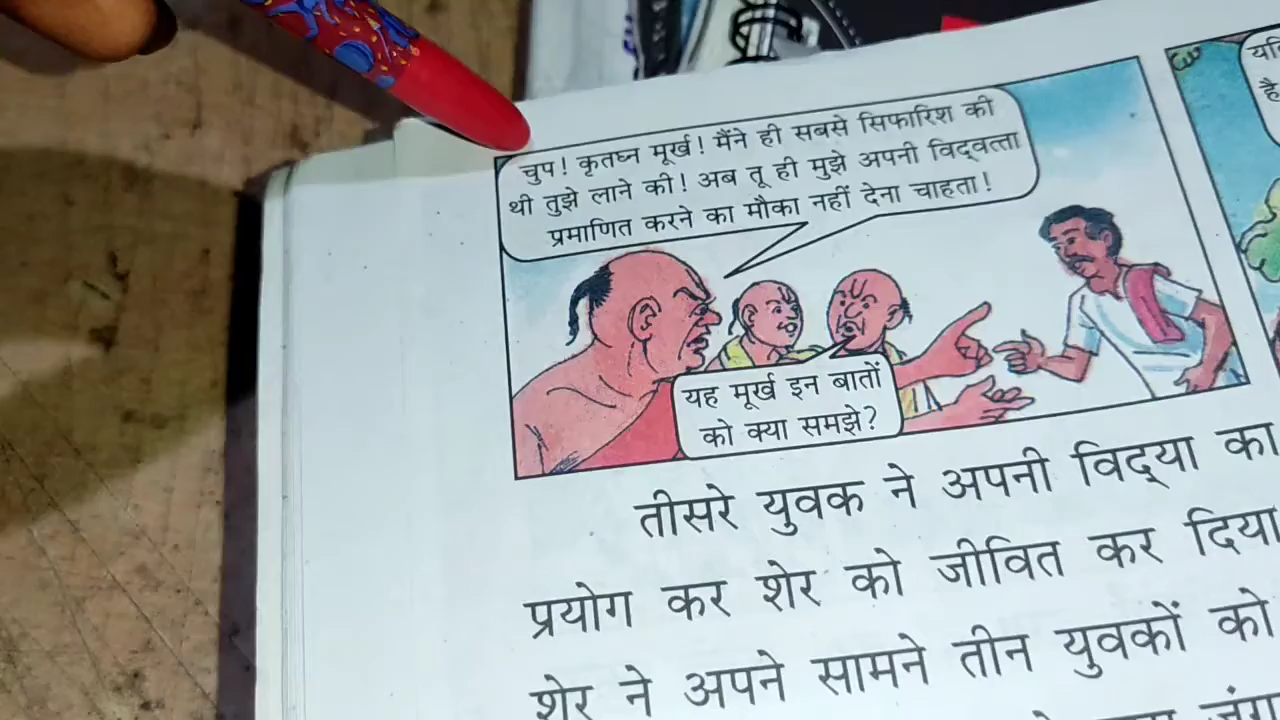 चुप! कृतघ्न मूर्ख! मैंने ही सबसे सिफारिश की
थी तुझे लाने की! अब तू ही मुझे अपनी विद्वत्ता
प्रमाणित करने का मौका नहीं देना चाहता!
यह मूर्ख इन बातों
को क्या समझे?
तीसरे युवक ने अपनी विद्या का
प्रयोग कर शेर को जीवित कर दिया
शेर ने अपने सामने तीन युवकों को